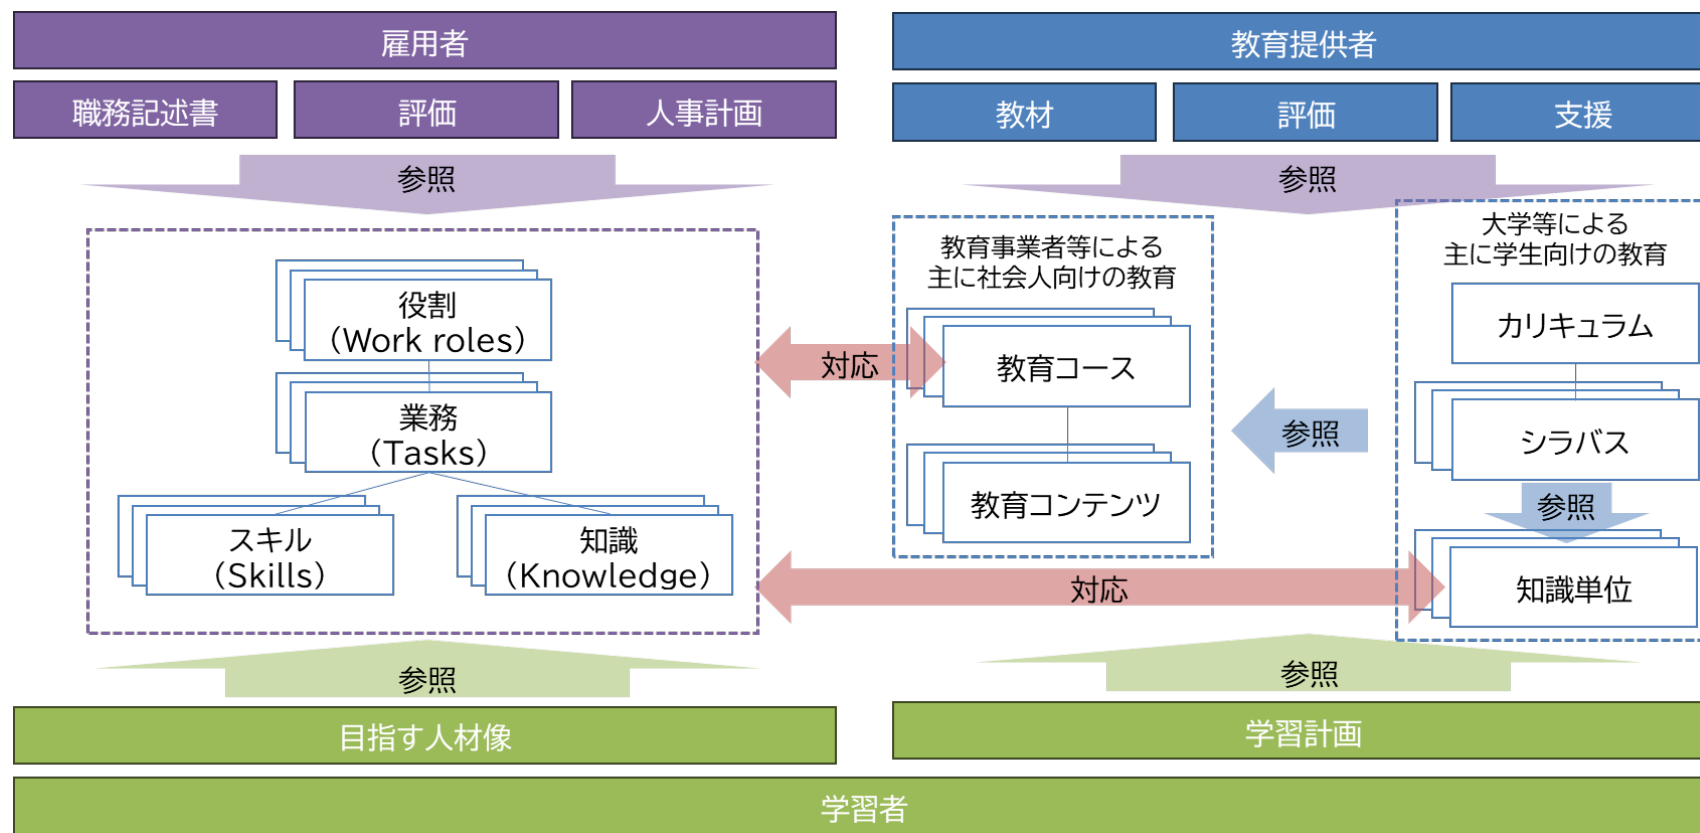 雇用者
職務記述書
評価
人事計画
参照
役割
(Work roles)
業務
(Tasks)
スキル
(Skills)
知識
(Knowledge)
参照
目指す人材像
教育提供者
教材
評価
支援
参照
教育事業者等による
主に社会人向けの教育
教育コース
教育コンテンツ
対応
参照
大学等による
主に学生向けの教育
カリキュラム
シラバス
参照
知識単位
対応
参照
学習計画
学習者